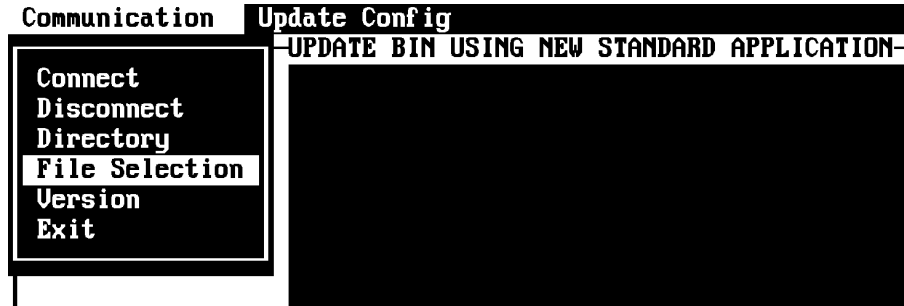 Communication Update Config
UPDATE BIN USING NEW STANDARD APPLICATION
Connect
Disconnect
Directory
File Selection
Version
Exit